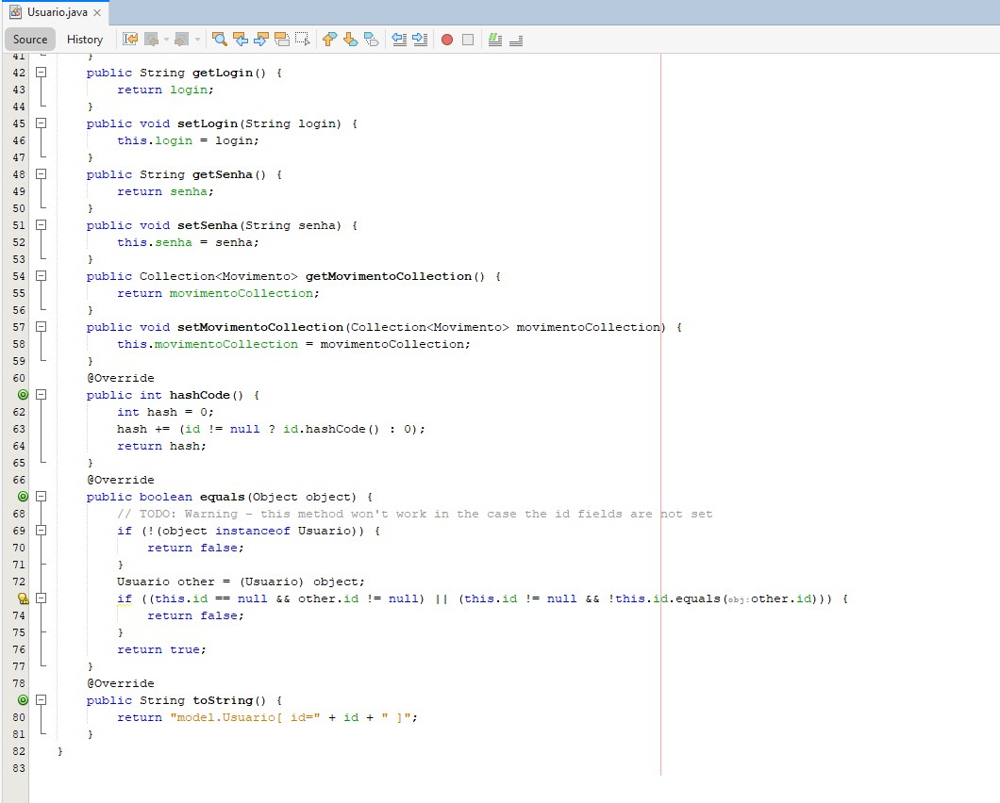 Usuario.java
Source History
41 }
42 public String getLogin() {
43 return login;
44 }
45 public void setLogin(String login) {
46 this.login = login;
47 }
48 public String getSenha() {
49 return senha;
50 }
51 public void setSenha(String senha) {
52 this.senha = senha;
53 }
54 public Collection<Movimento> getMovimentoCollection() {
55 return movimentoCollection;
56 }
57 public void setMovimentoCollection(Collection<Movimento> movimentoCollection) {
58 this.movimentoCollection = movimentoCollection;
59 }
60 @Override
public int hashCode() {
62 int hash = 0;
63 hash += (id != null ? id.hashCode() : 0);
64 return hash;
65 }
66 @Override
public boolean equals(Object object) {
68 // TODO: Warning - this method won't work in the case the id fields are not set
69 if (!(object instanceof Usuario)) {
70 return false;
71 }
72 Usuario other = (Usuario) object;
if ((this.id == null && other.id != null) || (this.id != null && !this.id.equals(obj:other.id))) {
74 return false;
75 }
76 return true;
77 }
78 @Override
public String toString() {
80 return "model.Usuario[ id=" + id + " ]";
81 }
82 }
83